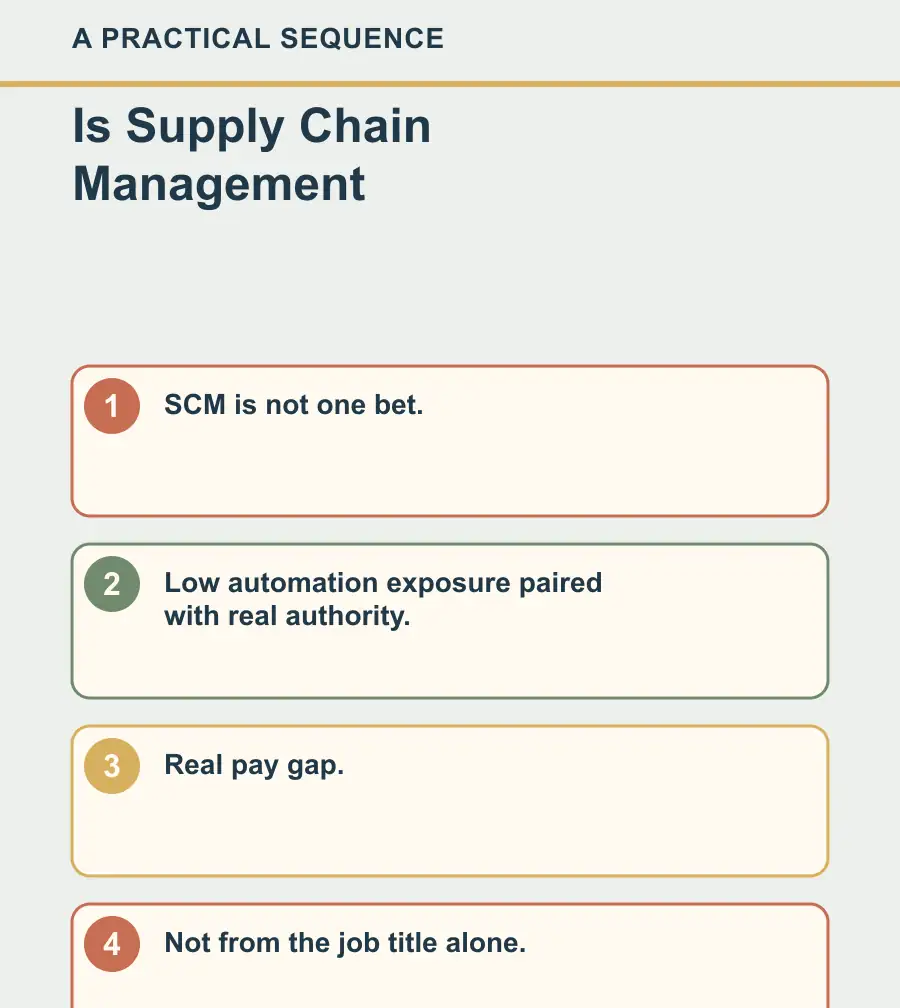 A PRACTICAL SEQUENCE
Is Supply Chain
Management
1
SCM is not one bet.
2
Low automation exposure paired
with real authority.
3
Real pay gap.
4
Not from the job title alone.